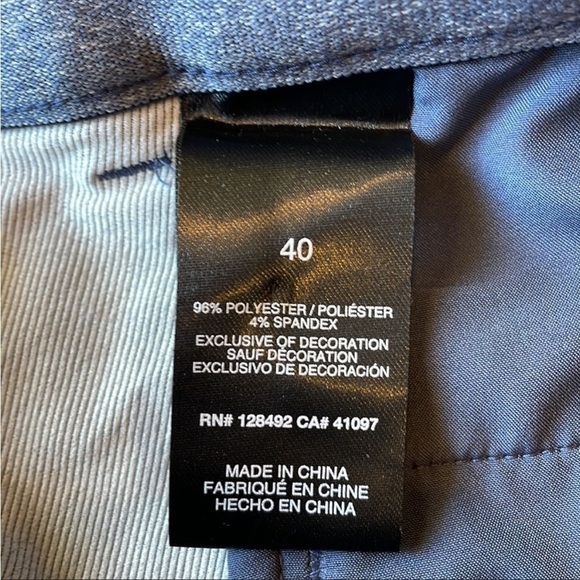 40
96% POLYESTER / POLIÉSTER
4% SPANDEX
EXCLUSIVE OF DECORATION
SAUF DÉCORATION
EXCLUSIVO DE DECORACIÓN
RN# 128492 CA# 41097
MADE IN CHINA
FABRIQUÉ EN CHINE
HECHO EN CHINA